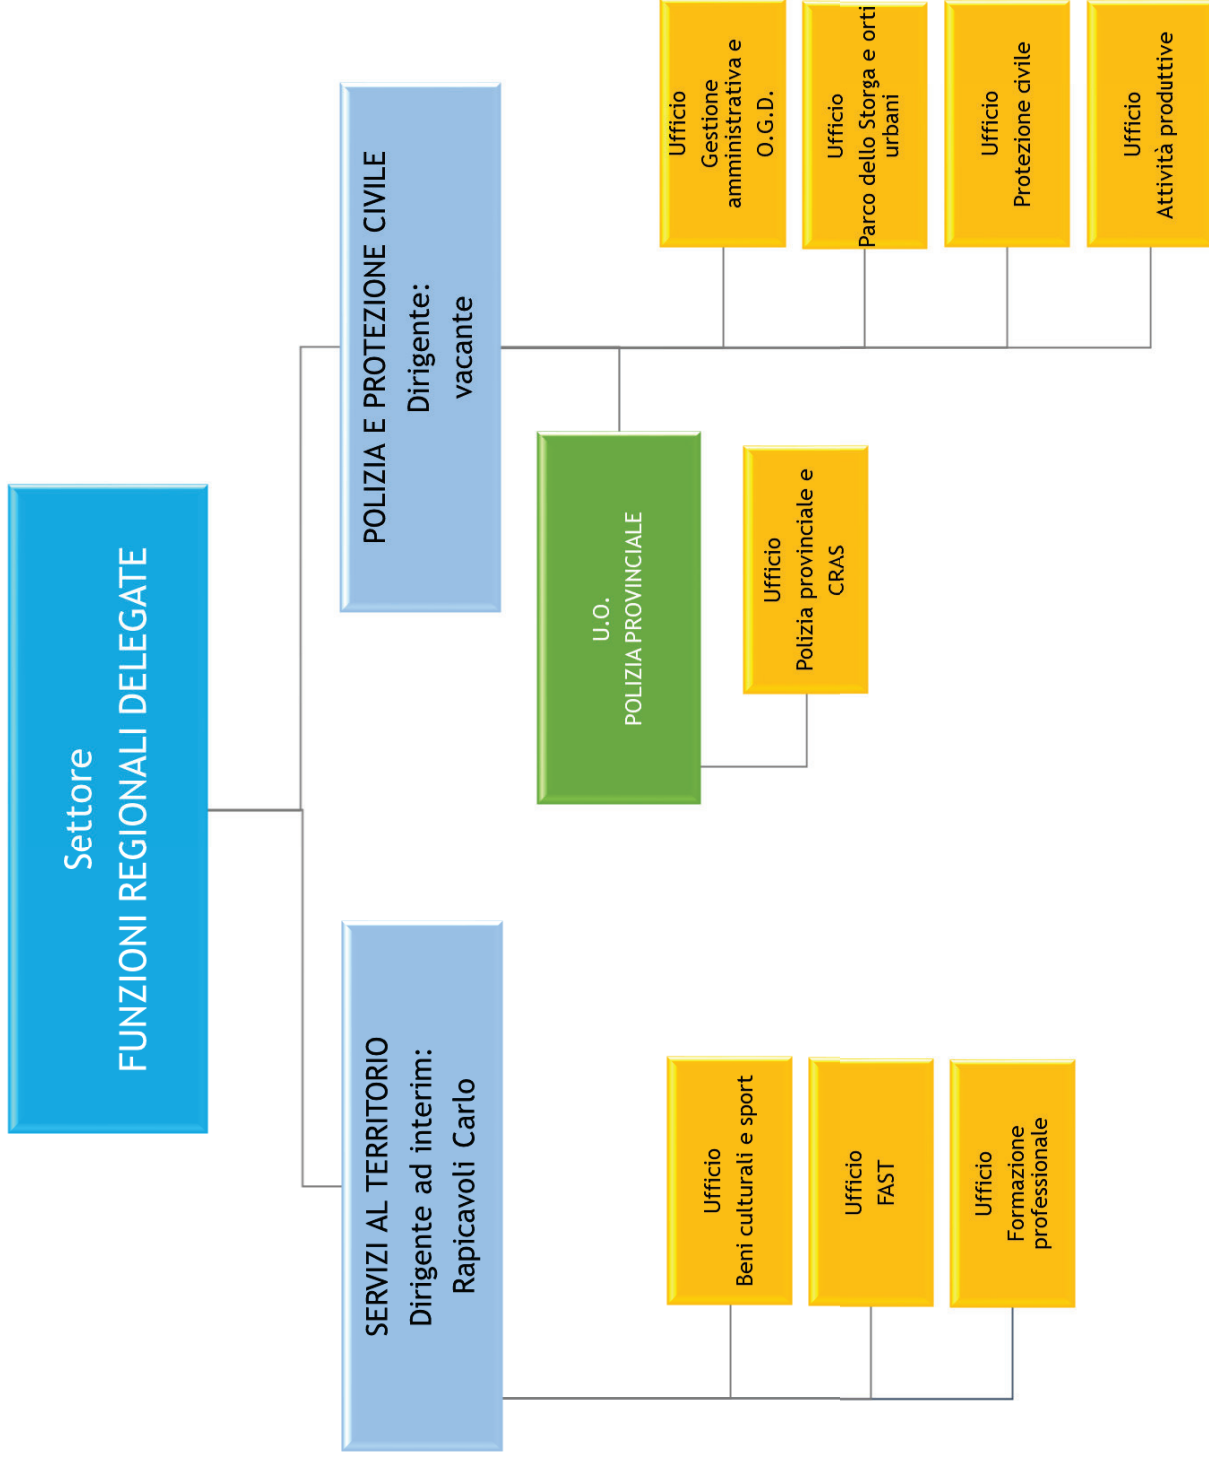 Settore
FUNZIONI REGIONALI DELEGATE
SERVIZI AL TERRITORIO
Dirigente ad interim:
Rapicavoli Carlo
POLIZIA E PROTEZIONE CIVILE
Dirigente:
vacante
U.O.
POLIZIA PROVINCIALE
Ufficio
Beni culturali e sport
Ufficio
FAST
Ufficio
Formazione
professionale
Ufficio
Polizia provinciale e
CRAS
Ufficio
Gestione
amministrativa e
O.G.D.
Ufficio
Parco dello Storga e orti
urbani
Ufficio
Protezione civile
Ufficio
Attività produttive